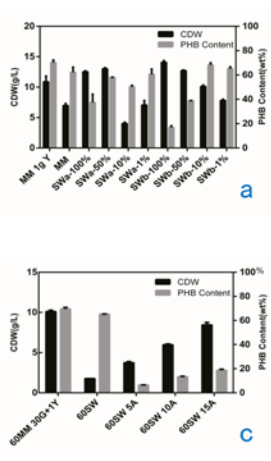 20
15
10
5
0
CDW(g/L)
CDW
PHB Content
100
80
60
40
20
0
PHB Content(wt%)
MM 1g Y
MM
SWa-100%
SWa-50%
SWa-10%
SWa-1%
SWb-100%
SWb-50%
SWb-10%
SWb-1%
a
15
10
5
0
CDW(g/L)
CDW
PHB Content
100%
80
60
40
20
0
PHB Content(wt%)
60MM 30G+1Y
60SW
60SW 5A
60SW 10A
60SW 15A
c